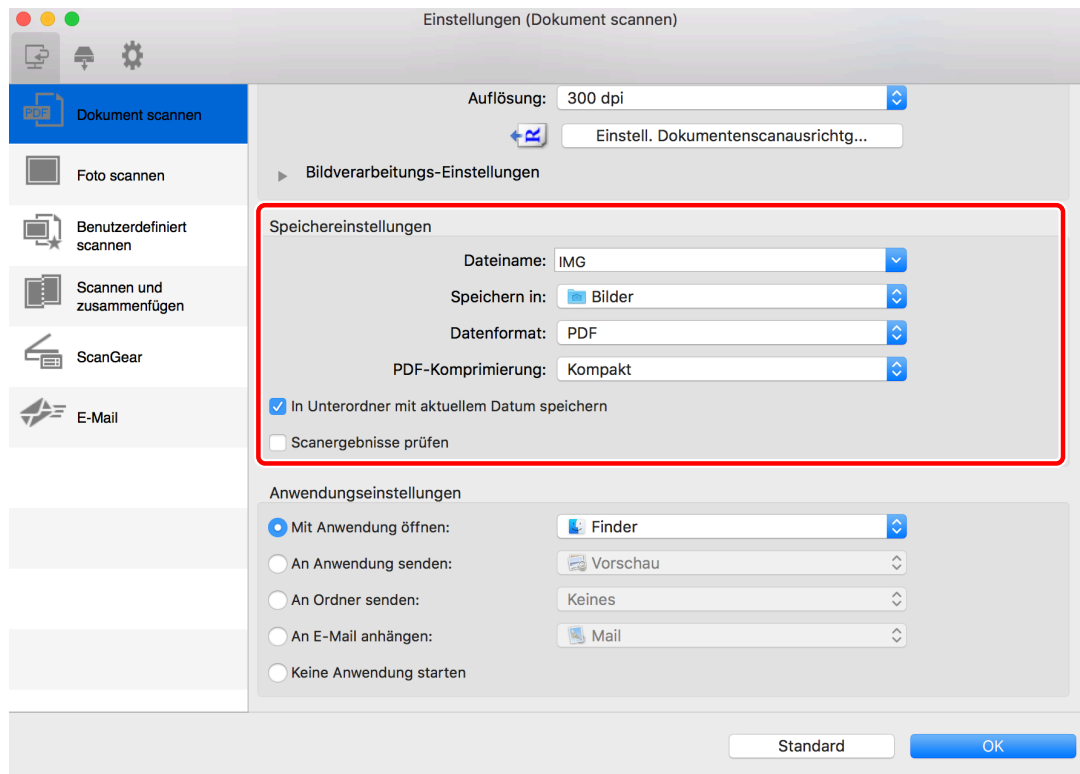 Einstellungen (Dokument scannen)
PDF
Dokument scannen
Foto scannen
Benutzerdefiniert
scannen
Scannen und
zusammenfügen
ScanGear
E-Mail
Auflösung: 300 dpi
R
Einstell. Dokumentenscanausrichtg...
Bildverarbeitungs-Einstellungen
Speichereinstellungen
Dateiname: IMG
Speichern in: Bilder
Datenformat: PDF
PDF-Komprimierung: Kompakt
In Unterordner mit aktuellem Datum speichern
Scanergebnisse prüfen
Anwendungseinstellungen
Mit Anwendung öffnen: Finder
An Anwendung senden: Vorschau
An Ordner senden: Keines
An E-Mail anhängen: Mail
Keine Anwendung starten
Standard
OK